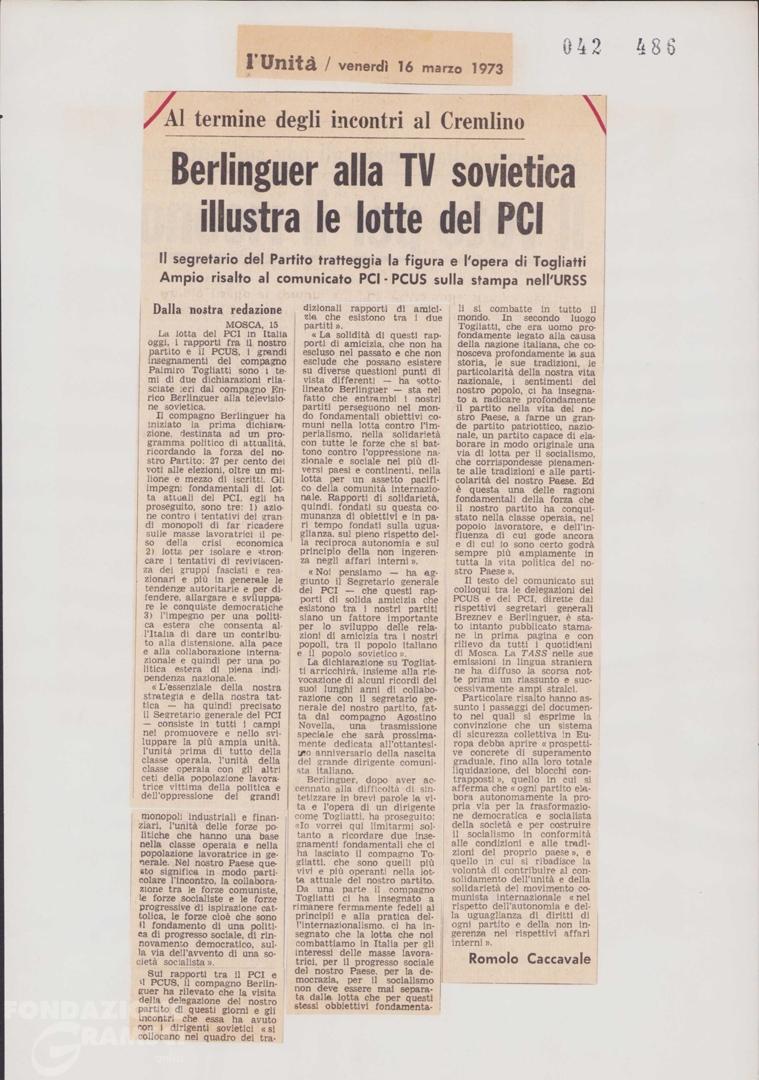 l'Unità / venerdì 16 marzo 1973
042 486
Al termine degli incontri al Cremlino
Berlinguer alla TV sovietica
illustra le lotte del PCI
Il segretario del Partito tratteggia la figura e l'opera di Togliatti
Ampio risalto al comunicato PCI - PCUS sulla stampa nell'URSS
Dalla nostra redazione
MOSCA, 15
La lotta del PCI in Italia
oggi, i rapporti fra il nostro
partito e il PCUS, i grandi
insegnamenti del compagno
Palmiro Togliatti sono i te-
mi di due dichiarazioni rila-
sciate ieri dal compagno En-
rico Berlinguer alla televisio-
ne sovietica.
Il compagno Berlinguer ha
iniziato la prima dichiara-
zione, destinata ad un pro-
gramma politico di attualità,
ricordando la forza del no-
stro Partito: 27 per cento dei
voti alle elezioni, oltre un mi-
lione e mezzo di iscritti. Gli
impegni fondamentali di lot-
ta attuali del PCI, egli ha
proseguito, sono tre: 1) azio-
ne contro i tentativi dei gran-
di monopoli di far ricadere
sulle masse lavoratrici il pe-
so della crisi economica
2) lotta per isolare e stron-
care i tentativi di reviviscen-
za dei gruppi fascisti e rea-
zionari e più in generale le
tendenze autoritarie e per di-
fendere, allargare e sviluppa-
re le conquiste democratiche
3) l'impegno per una politi-
ca estera che consenta al-
l'Italia di dare un contribu-
to alla distensione, alla pace
e alla collaborazione interna-
zionale e quindi per una po-
litica estera di piena indi-
pendenza nazionale.
«L'essenziale della nostra
strategia e della nostra tat-
tica — ha quindi precisato
il Segretario generale del PCI
— consiste in tutti i campi
nel promuovere e nello svi-
luppare la più ampia unità,
l'unità prima di tutto della
classe operaia, l'unità della
classe operaia con gli altri
ceti della popolazione lavora-
trice vittima della politica e
dell'oppressione dei grandi
monopoli industriali e finan-
ziari, l'unità delle forze po-
litiche che hanno una base
nella classe operaia e nella
popolazione lavoratrice in ge-
nerale. Nel nostro Paese que-
sto significa in modo parti-
colare l'incontro, la collabora-
zione tra le forze comuniste,
le forze socialiste e le forze
progressive di ispirazione cat-
tolica, le forze cioè che sono
il fondamento di una politi-
ca di progresso sociale, di rin-
novamento democratico, sul-
la via dell'avvento di una so-
cietà socialista».
Sui rapporti tra il PCI e
il PCUS, il compagno Berlin-
guer ha rilevato che la visita
della delegazione del nostro
partito di questi giorni e gli
incontri che essa ha avuto
con i dirigenti sovietici «si
collocano nel quadro dei tra-
dizionali rapporti di amici-
zia che esistono tra i due
partiti».
«La solidità di questi rap-
porti di amicizia, che non ha
escluso nel passato e che non
esclude che possano esistere
su diverse questioni punti di
vista differenti — ha sotto-
lineato Berlinguer — sta nel
fatto che entrambi i nostri
partiti perseguono nel mon-
do fondamentali obiettivi co-
muni nella lotta contro l'im-
perialismo, nella solidarietà
con tutte le forze che si bat-
tono contro l'oppressione na-
zionale e sociale nei più di-
versi paesi e continenti, nella
lotta per un assetto pacifi-
co della comunità internazio-
nale. Rapporti di solidarietà,
quindi, fondati su questa co-
munanza di obiettivi e in pa-
ri tempo fondati sulla ugua-
glianza, sul pieno rispetto del-
la reciproca autonomia e sul
principio della non ingeren-
za negli affari interni».
«Noi pensiamo — ha ag-
giunto il Segretario generale
del PCI — che questi rap-
porti di solida amicizia che
esistono tra i nostri partiti
siano un fattore importante
per lo sviluppo delle rela-
zioni di amicizia tra i nostri
popoli, tra il popolo italiano
e il popolo sovietico».
La dichiarazione su Togliat-
ti arricchirà, insieme alla rie-
vocazione di alcuni ricordi dei
suoi lunghi anni di collabora-
zione con il segretario gene-
rale del nostro partito, fat-
ta dal compagno Agostino
Novella, una trasmissione
speciale che sarà prossima-
mente dedicata all'ottantesi-
mo anniversario della nascita
del grande dirigente comuni-
sta italiano.
Berlinguer, dopo aver ac-
cennato alla difficoltà di sin-
tetizzare in brevi parole la vi-
ta e l'opera di un dirigente
come Togliatti, ha proseguito:
«Io vorrei qui limitarmi sol-
tanto a ricordare due inse-
gnamenti fondamentali che ci
ha lasciato il compagno To-
gliatti, che sono quelli più
vivi e più operanti nella lot-
ta attuale del nostro partito.
Da una parte il compagno
Togliatti ci ha insegnato a
rimanere fermamente fedeli ai
principii e alla pratica del-
l'internazionalismo. ci ha in-
segnato che la lotta che noi
combattiamo in Italia per gli
interessi delle masse lavora-
trici, per il progresso sociale
del nostro Paese, per la de-
mocrazia, per il socialismo
non deve essere mai separa-
ta dalla lotta che per questi
stessi obiettivi fondamenta-
li si combatte in tutto il
mondo. In secondo luogo
Togliatti, che era uomo pro-
fondamente legato alla causa
della nazione italiana, che co-
nosceva profondamente la sua
storia, le sue tradizioni, le
particolarità della nostra vita
nazionale, i sentimenti del
nostro popolo, ci ha insegna-
to a radicare profondamente
il partito nella vita del no-
stro Paese, a farne un gran-
de partito patriottico, nazio-
nale, un partito capace di ela-
borare in modo originale una
via di lotta per il socialismo,
che corrispondesse pienamen-
te alle tradizioni e alle parti-
colarità del nostro Paese. Ed
è questa una delle ragioni
fondamentali della forza che
il nostro partito ha conqui-
stato nella classe operaia, nel
popolo lavoratore, e dell'in-
fluenza di cui gode ancora
e di cui io sono certo godrà
sempre più ampiamente in
tutta la vita politica del no-
stro Paese».
Il testo del comunicato sui
colloqui tra le delegazioni del
PCUS e del PCI, dirette dai
rispettivi segretari generali
Breznev e Berlinguer, è sta-
to intanto pubblicato stama-
ne in prima pagina e con
rilievo da tutti i quotidiani
di Mosca. La TASS nelle sue
emissioni in lingua straniera
ne ha diffuso la scorsa not-
te prima un riassunto e suc-
cessivamente ampi stralci.
Particolare risalto hanno as-
sunto i passaggi del documen-
to nei quali si esprime la
convinzione che un sistema
di sicurezza collettiva in Eu-
ropa debba aprire «prospetti-
ve concrete di superamento
graduale, fino alla loro totale
liquidazione, dei blocchi con-
trapposti», quello in cui si
afferma che «ogni partito ela-
bora autonomamente la pro-
pria via per la trasformazio-
ne democratica e socialista
della società e per costruire
il socialismo in conformità
alle condizioni e alle tradi-
zioni del proprio paese», e
quello in cui si ribadisce la
volontà di contribuire al con-
solidamento dell'unità e della
solidarietà del movimento co-
munista internazionale «nel
rispetto dell'autonomia e del-
la uguaglianza di diritti di
ogni partito e della non in-
gerenza nei rispettivi affari
interni».
Romolo Caccavale
FONDAZIONE
GRAMSCI